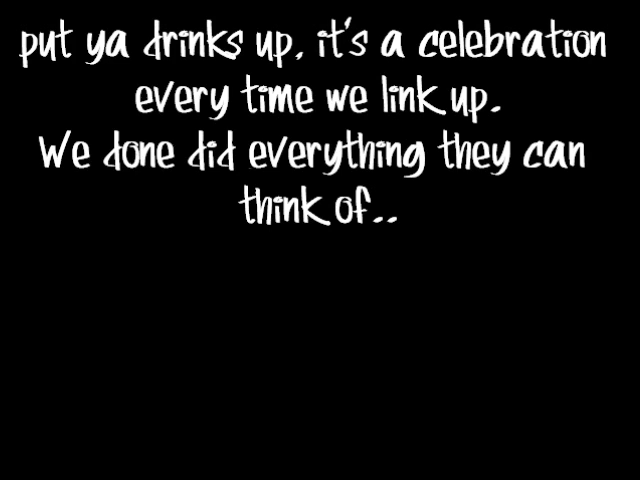 put ya drinks up, it's a celebration
every time we link up.
We done did everything they can
think of..